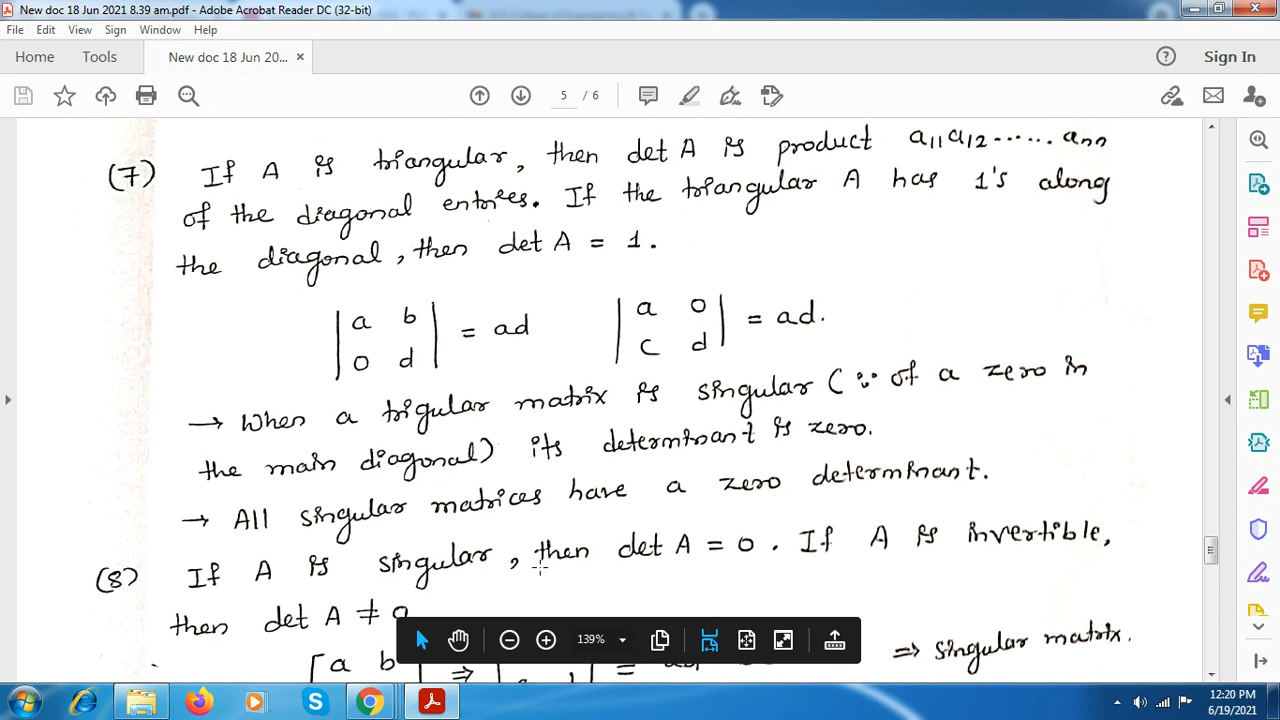 New doc 18 Jun 2021 8.39 am.pdf - Adobe Acrobat Reader DC (32-bit)
File Edit View Sign Window Help
Home Tools New doc 18 Jun 20... × ? Sign In
5 / 6
(7) If A is triangular, then det A is product a11a12......ann
of the diagonal entries. If the triangular A has 1's along
the diagonal, then det A = 1.
|a b| = ad |a 0| = ad.
|0 d| |c d|
→ When a trigular matrix is singular (∵ of a zero in
the main diagonal) its determinant is zero.
→ All singular matrices have a zero determinant.
(8) If A is singular, then det A = 0. If A is invertible,
then det A ≠ 0
[a b] ⇒ = ⇒ singular matrix.
139%
12:20 PM
6/19/2021